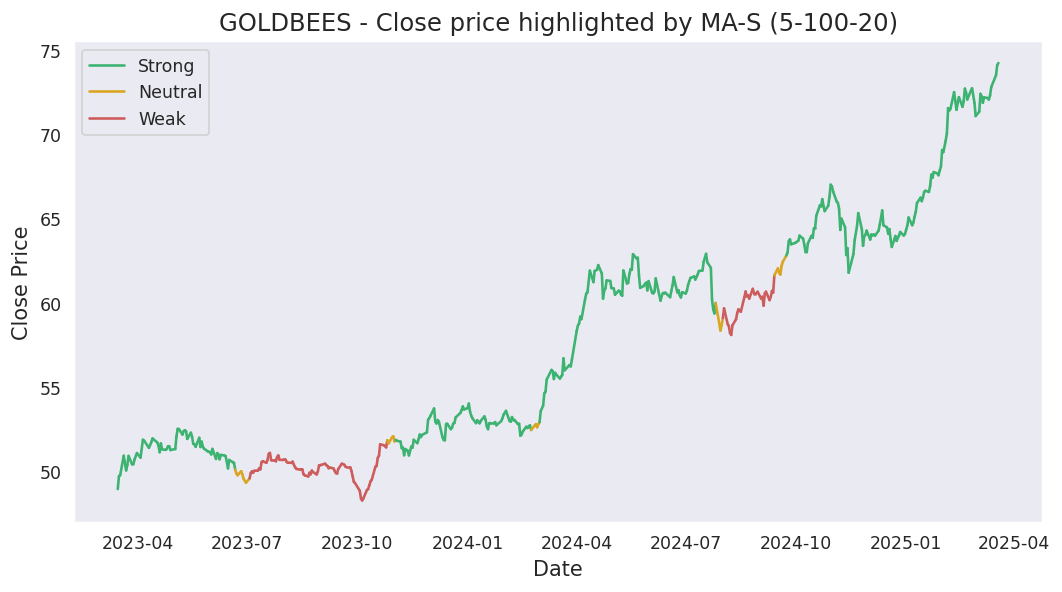 GOLDBEES - Close price highlighted by MA-S (5-100-20)
Strong
Neutral
Weak
75
70
65
60
55
50
Close Price
2023-04 2023-07 2023-10 2024-01 2024-04 2024-07 2024-10 2025-01 2025-04
Date